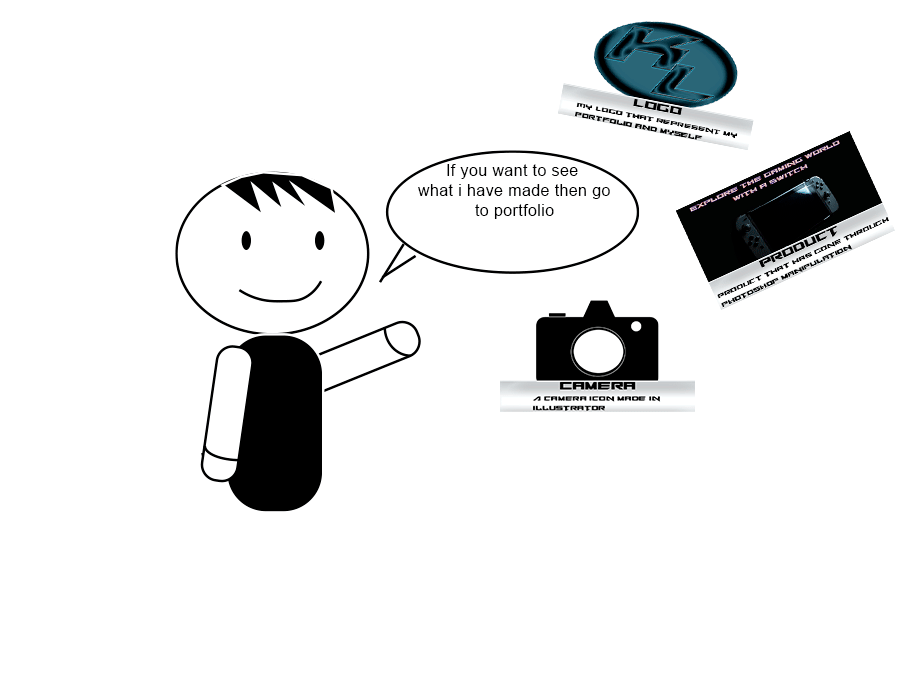 KL
LOGO
MY LOGO THAT REPRESENT MY
PORTFOLIO AND MYSELF
EXPLORE THE GAMING WORLD
WITH A SWITCH
PRODUCT
PRODUCT THAT HAS GONE THROUGH
PHOTOSHOP MANIPULATION
If you want to see
what i have made then go
to portfolio
CAMERA
A CAMERA ICON MADE IN
ILLUSTRATOR